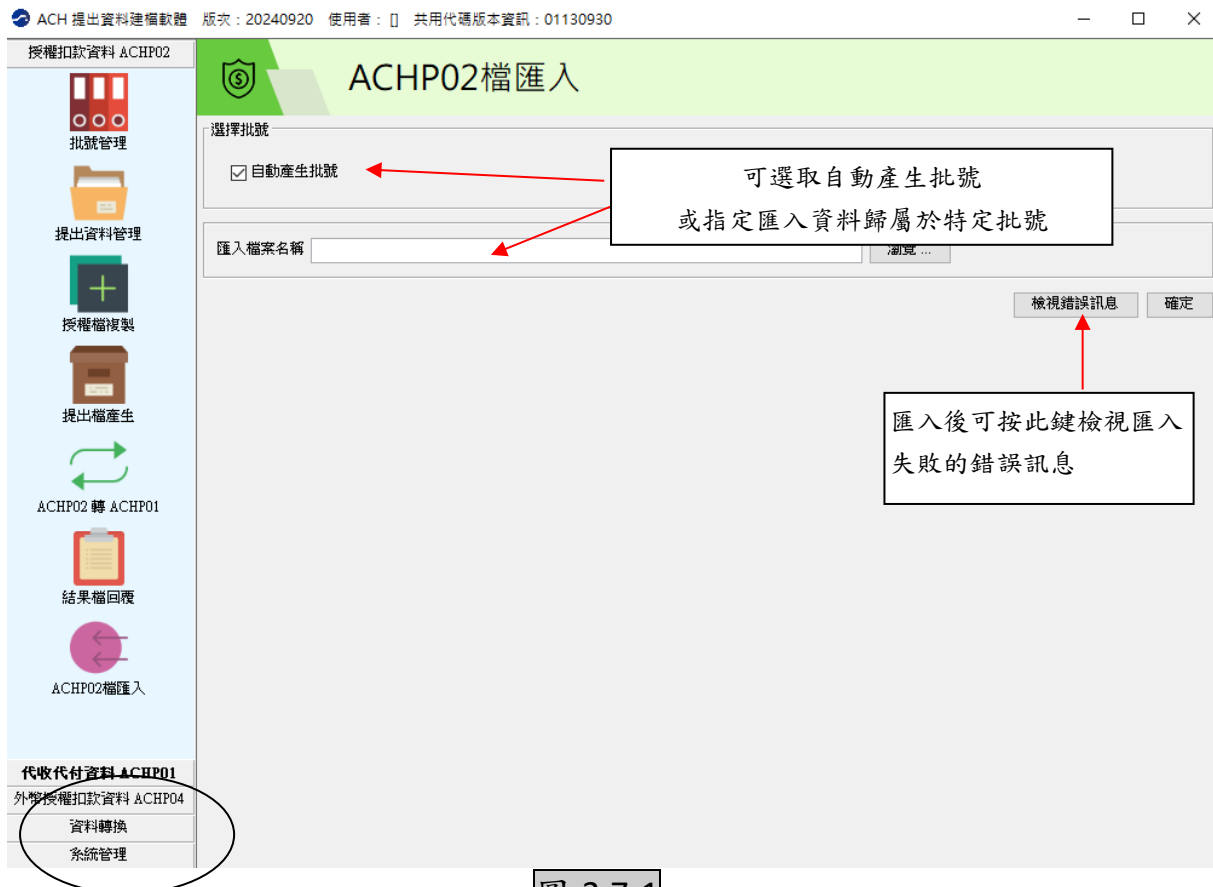 ACH 提出資料建檔軟體 版次：20240920 使用者：[] 共用代碼版本資訊：01130930
授權扣款資料 ACHP02
ACHP02檔匯入
批號管理
提出資料管理
授權檔複製
提出檔產生
ACHP02 轉 ACHP01
結果檔回覆
ACHP02檔匯入
代收代付資料 ACHP01
外幣授權扣款資料 ACHP04
資料轉換
系統管理
選擇批號
自動產生批號
可選取自動產生批號
或指定匯入資料歸屬於特定批號
匯入檔案名稱
瀏覽 ...
檢視錯誤訊息
確定
匯入後可按此鍵檢視匯入
失敗的錯誤訊息
圖 3.7.1